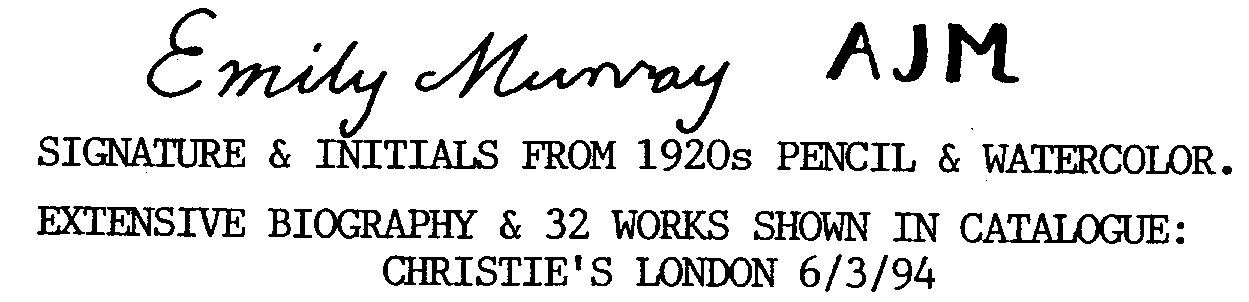 Emily Murray AJM
SIGNATURE & INITIALS FROM 1920s PENCIL & WATERCOLOR.
EXTENSIVE BIOGRAPHY & 32 WORKS SHOWN IN CATALOGUE:
CHRISTIE'S LONDON 6/3/94